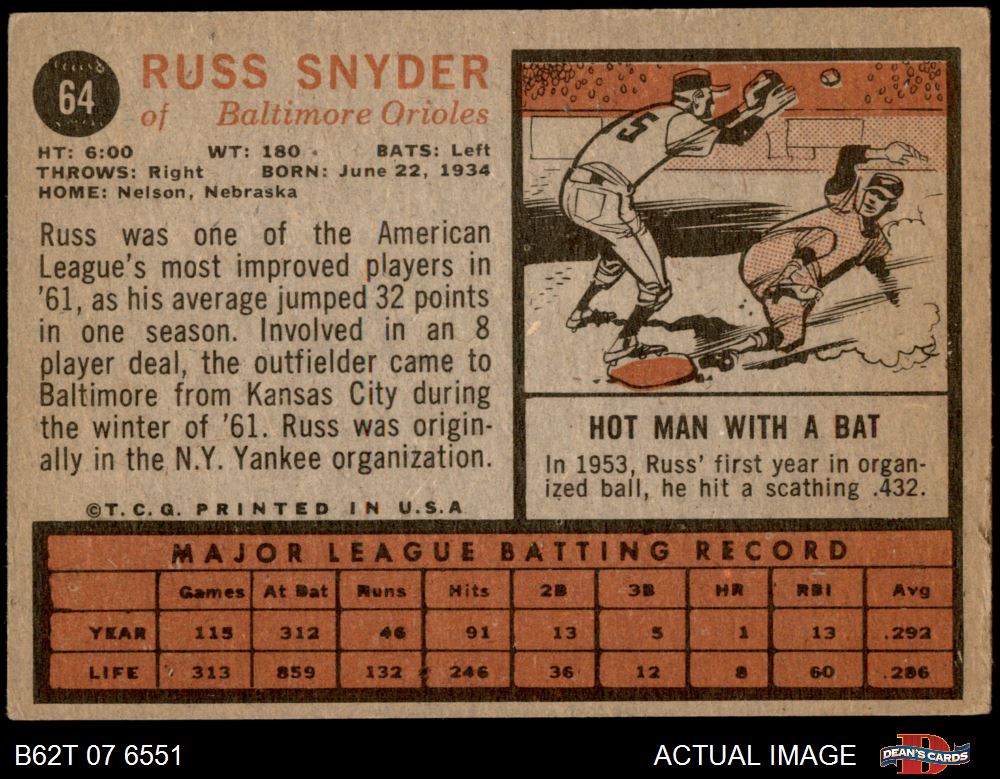 64
RUSS SNYDER
of Baltimore Orioles
HT: 6:00 WT: 180 BATS: Left
THROWS: Right BORN: June 22, 1934
HOME: Nelson, Nebraska
Russ was one of the American
League's most improved players in
'61, as his average jumped 32 points
in one season. Involved in an 8
player deal, the outfielder came to
Baltimore from Kansas City during
the winter of '61. Russ was origin-
ally in the N.Y. Yankee organization.
©T.C.G. PRINTED IN U.S.A
5
HOT MAN WITH A BAT
In 1953, Russ' first year in organ-
ized ball, he hit a scathing .432.
MAJOR LEAGUE BATTING RECORD
Games At Bat Runs Hits 2B 3B HR RBI Avg
YEAR 115 312 46 91 13 5 1 13 .292
LIFE 313 859 132 246 36 12 8 60 .286
B62T 07 6551 ACTUAL IMAGE DEAN'S CARDS